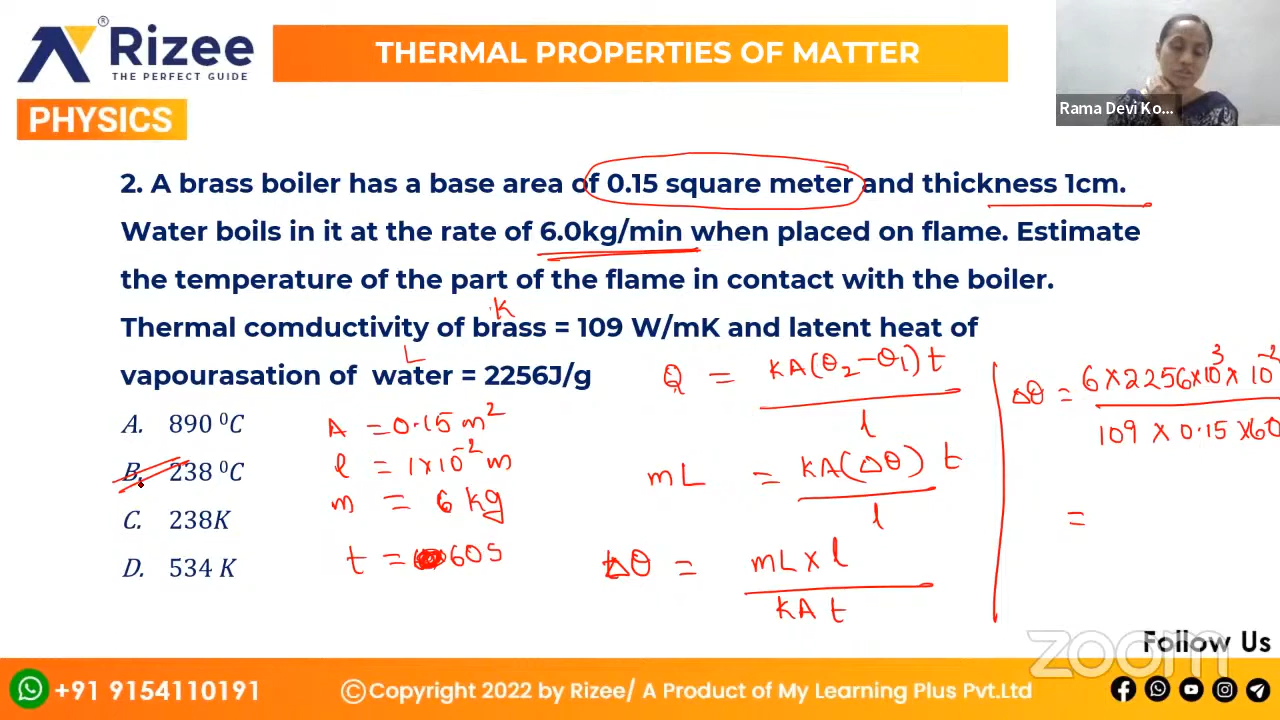 Rizee®
THE PERFECT GUIDE
THERMAL PROPERTIES OF MATTER
PHYSICS
Rama Devi Ko...
2. A brass boiler has a base area of 0.15 square meter and thickness 1cm.
Water boils in it at the rate of 6.0kg/min when placed on flame. Estimate
the temperature of the part of the flame in contact with the boiler.
K
Thermal comductivity of brass = 109 W/mK and latent heat of
L
vapourasation of water = 2256J/g
A. 890 ⁰C
B. 238 ⁰C
C. 238K
D. 534 K
A = 0.15 m²
l = 1×10⁻² m
m = 6 kg
t = 60s
Q = KA(θ₂-θ₁) t / l
mL = KA(Δθ) t / l
Δθ = mL × l / KA t
Δθ = 6×2256×10³×10⁻² / 109 × 0.15 ×60
=
zoom
Follow Us
+91 9154110191
©Copyright 2022 by Rizee/ A Product of My Learning Plus Pvt.Ltd